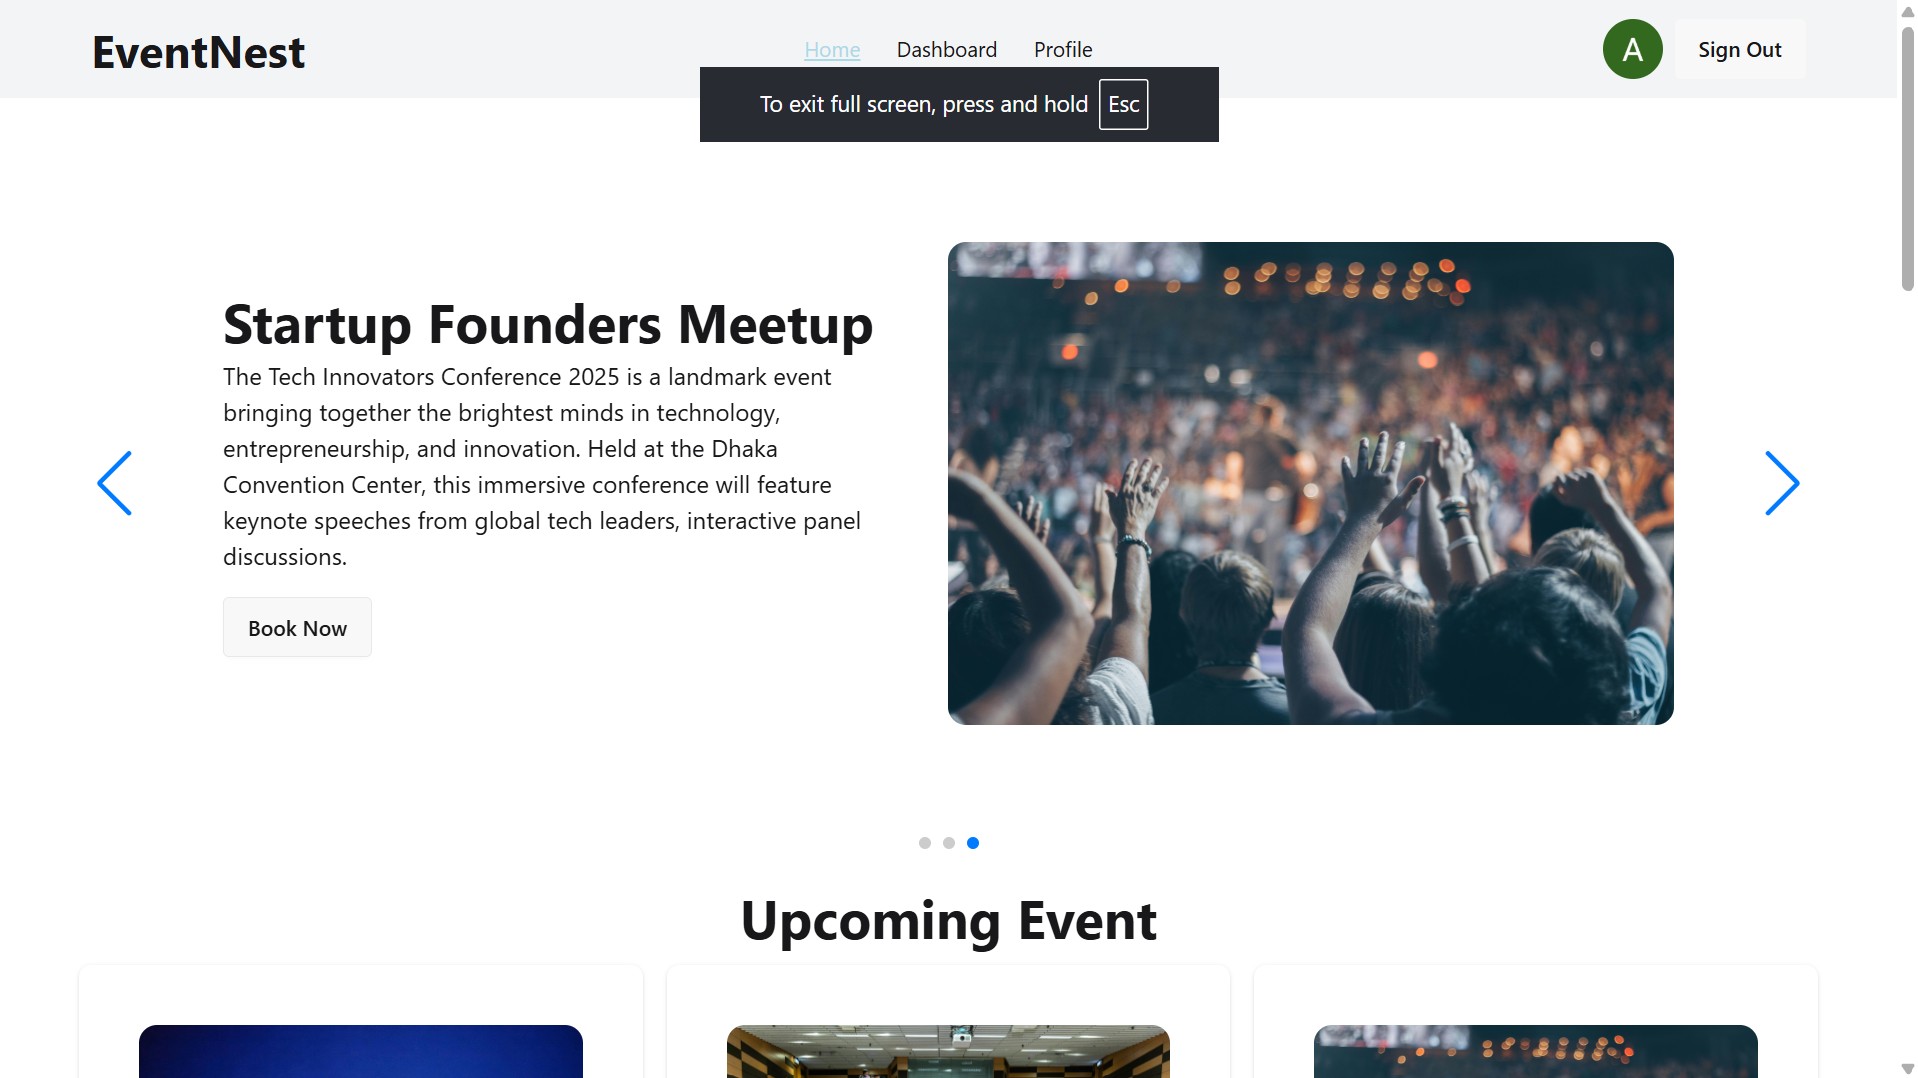 EventNest
Home Dashboard Profile
A
Sign Out
To exit full screen, press and hold Esc
Startup Founders Meetup
The Tech Innovators Conference 2025 is a landmark event
bringing together the brightest minds in technology,
entrepreneurship, and innovation. Held at the Dhaka
Convention Center, this immersive conference will feature
keynote speeches from global tech leaders, interactive panel
discussions.
Book Now
Upcoming Event